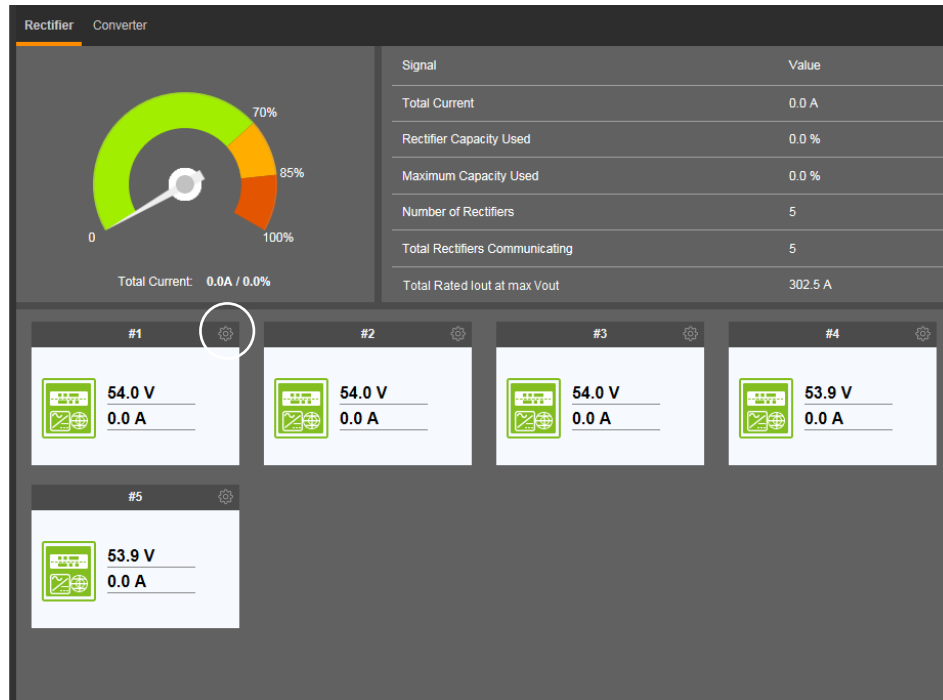 Rectifier Converter
Signal Value
70%
Total Current 0.0 A
Rectifier Capacity Used 0.0 %
85%
Maximum Capacity Used 0.0 %
Number of Rectifiers 5
0 100%
Total Rectifiers Communicating 5
Total Current: 0.0A / 0.0%
Total Rated Iout at max Vout 302.5 A
#1 #2 #3 #4
54.0 V 54.0 V 54.0 V 53.9 V
0.0 A 0.0 A 0.0 A 0.0 A
#5
53.9 V
0.0 A